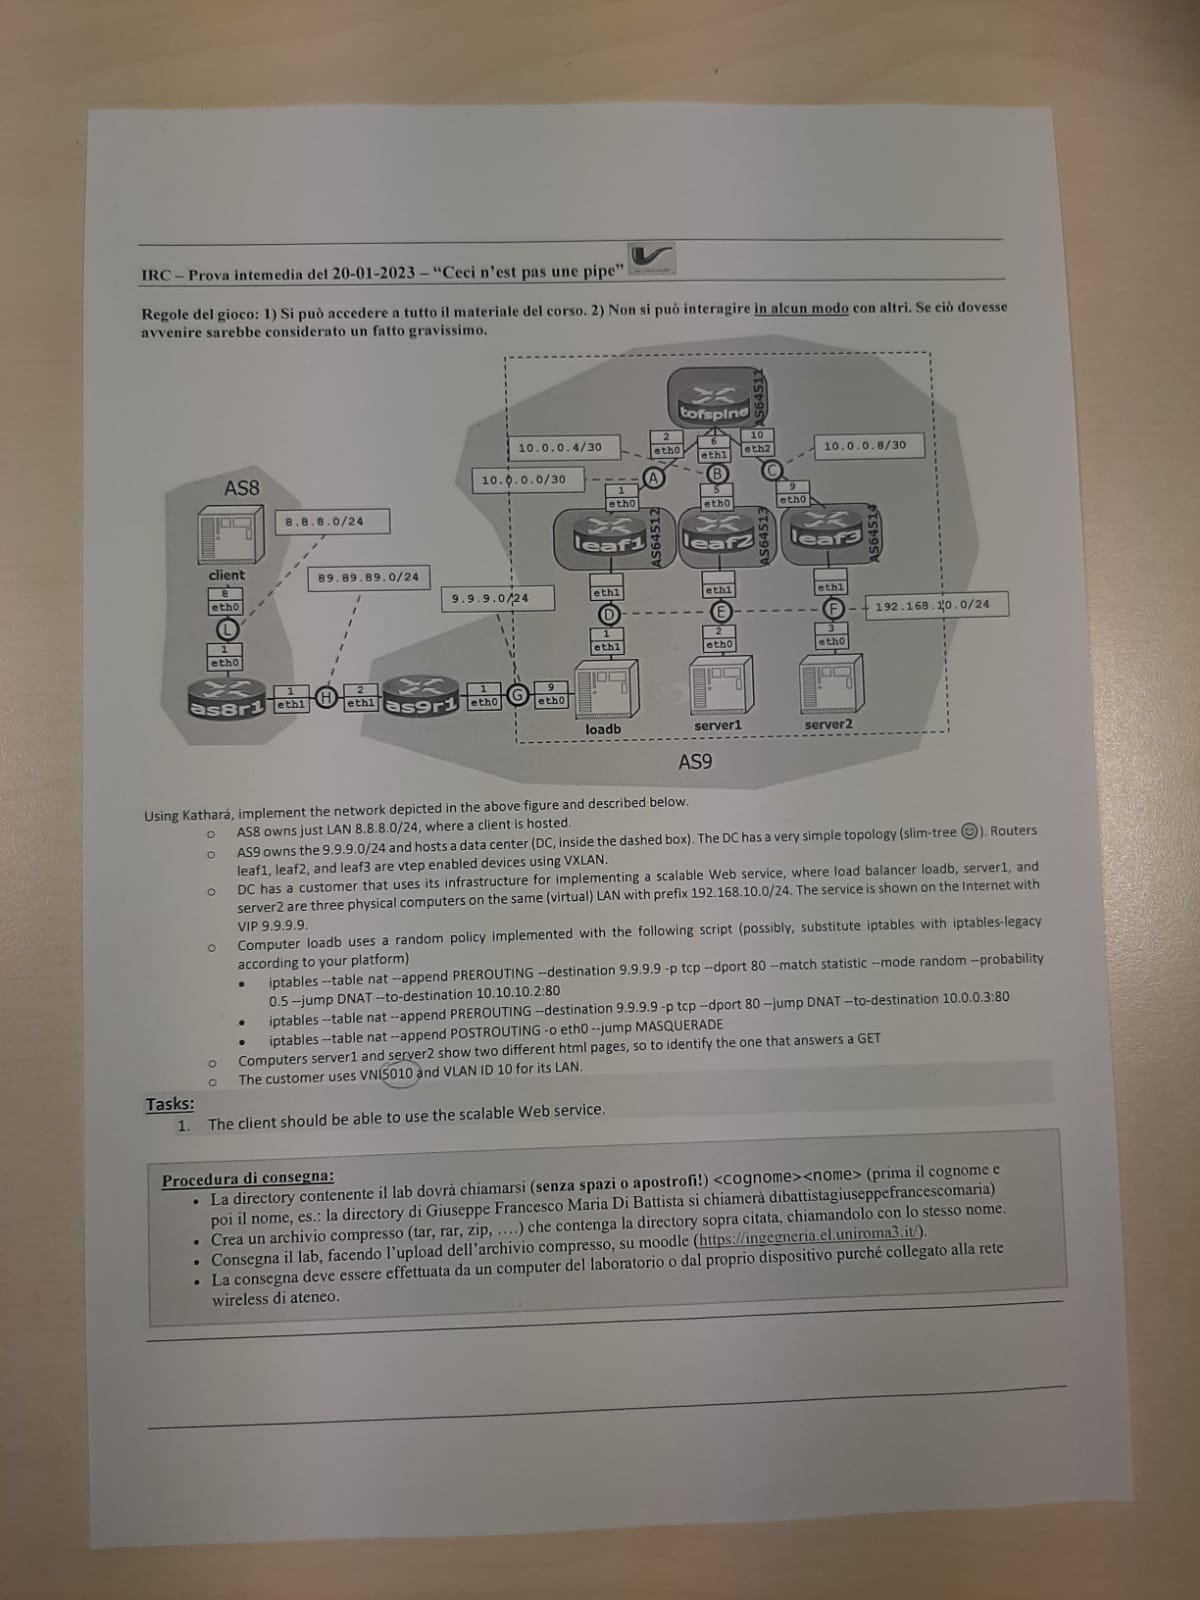 IRC – Prova intemedia del 20-01-2023 – “Ceci n’est pas une pipe”
Regole del gioco: 1) Si può accedere a tutto il materiale del corso. 2) Non si può interagire in alcun modo con altri. Se ciò dovesse
avvenire sarebbe considerato un fatto gravissimo.
tofspine
AS64511
10.0.0.4/30
2
eth0
6
eth1
10
eth2
10.0.0.8/30
10.0.0.0/30
A
B
C
1
eth0
5
eth0
9
eth0
AS8
8.8.8.0/24
leaf1
AS64512
leaf2
AS64513
leaf3
AS64514
client
89.89.89.0/24
9.9.9.0/24
eth1
eth1
eth1
8
eth0
L
D
E
F
192.168.10.0/24
1
eth0
1
eth1
2
eth0
3
eth0
as8r1
1
eth1
H
2
eth1
as9r1
1
eth0
G
9
eth0
loadb
server1
server2
AS9
Using Kathará, implement the network depicted in the above figure and described below.
o AS8 owns just LAN 8.8.8.0/24, where a client is hosted.
o AS9 owns the 9.9.9.0/24 and hosts a data center (DC, inside the dashed box). The DC has a very simple topology (slim-tree ☺). Routers
leaf1, leaf2, and leaf3 are vtep enabled devices using VXLAN.
o DC has a customer that uses its infrastructure for implementing a scalable Web service, where load balancer loadb, server1, and
server2 are three physical computers on the same (virtual) LAN with prefix 192.168.10.0/24. The service is shown on the Internet with
VIP 9.9.9.9.
o Computer loadb uses a random policy implemented with the following script (possibly, substitute iptables with iptables-legacy
according to your platform)
• iptables --table nat --append PREROUTING --destination 9.9.9.9 -p tcp --dport 80 --match statistic --mode random --probability
0.5 --jump DNAT --to-destination 10.10.10.2:80
• iptables --table nat --append PREROUTING --destination 9.9.9.9 -p tcp --dport 80 --jump DNAT --to-destination 10.0.0.3:80
• iptables --table nat --append POSTROUTING -o eth0 --jump MASQUERADE
o Computers server1 and server2 show two different html pages, so to identify the one that answers a GET
o The customer uses VNI5010 and VLAN ID 10 for its LAN.
Tasks:
1. The client should be able to use the scalable Web service.
Procedura di consegna:
• La directory contenente il lab dovrà chiamarsi (senza spazi o apostrofi!) <cognome><nome> (prima il cognome e
poi il nome, es.: la directory di Giuseppe Francesco Maria Di Battista si chiamerà dibattistagiuseppefrancescomaria)
• Crea un archivio compresso (tar, rar, zip, ….) che contenga la directory sopra citata, chiamandolo con lo stesso nome.
• Consegna il lab, facendo l’upload dell’archivio compresso, su moodle (https://ingegneria.el.uniroma3.it/).
• La consegna deve essere effettuata da un computer del laboratorio o dal proprio dispositivo purché collegato alla rete
wireless di ateneo.